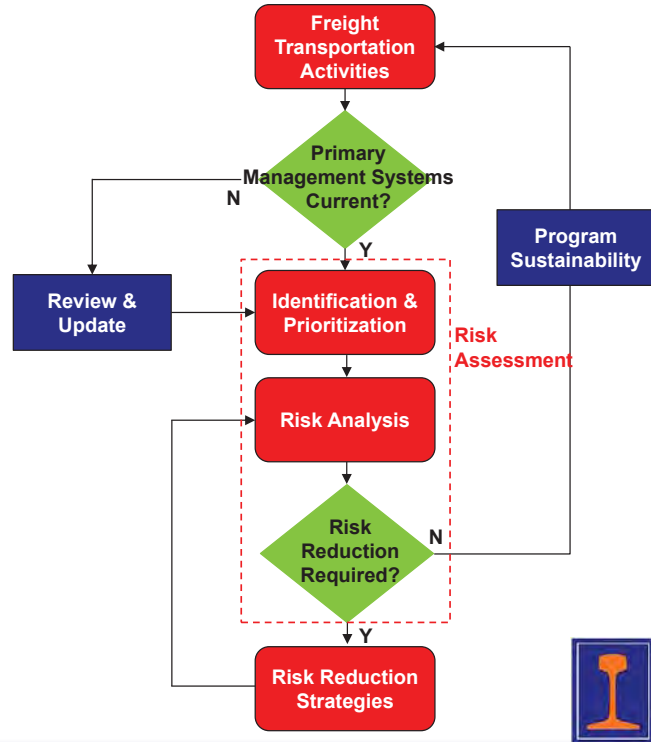 Freight
Transportation
Activities
Primary
Management Systems
Current?
N
Y
Program
Sustainability
Review &
Update
Identification &
Prioritization
Risk
Assessment
Risk Analysis
Risk
Reduction
Required?
N
Y
Risk Reduction
Strategies